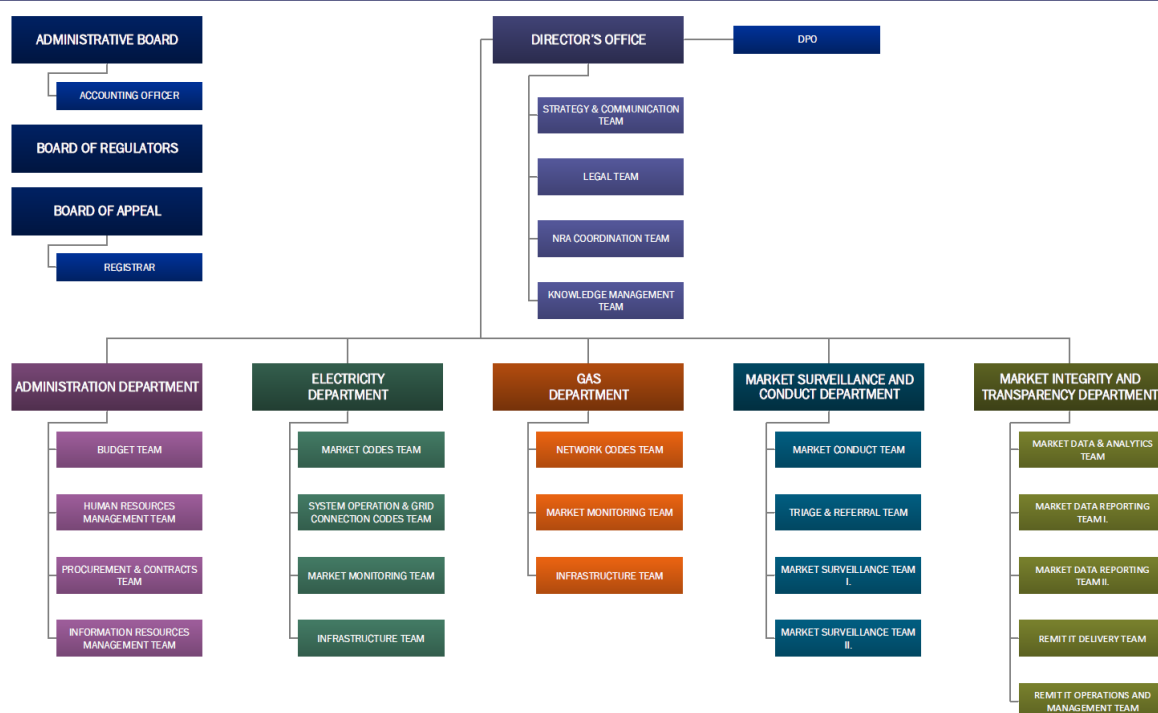 ADMINISTRATIVE BOARD
ACCOUNTING OFFICER
BOARD OF REGULATORS
BOARD OF APPEAL
REGISTRAR
DIRECTOR'S OFFICE
DPO
STRATEGY & COMMUNICATION
TEAM
LEGAL TEAM
NRA COORDINATION TEAM
KNOWLEDGE MANAGEMENT
TEAM
ADMINISTRATION DEPARTMENT
BUDGET TEAM
HUMAN RESOURCES
MANAGEMENT TEAM
PROCUREMENT & CONTRACTS
TEAM
INFORMATION RESOURCES
MANAGEMENT TEAM
ELECTRICITY
DEPARTMENT
MARKET CODES TEAM
SYSTEM OPERATION & GRID
CONNECTION CODES TEAM
MARKET MONITORING TEAM
INFRASTRUCTURE TEAM
GAS
DEPARTMENT
NETWORK CODES TEAM
MARKET MONITORING TEAM
INFRASTRUCTURE TEAM
MARKET SURVEILLANCE AND
CONDUCT DEPARTMENT
MARKET CONDUCT TEAM
TRIAGE & REFERRAL TEAM
MARKET SURVEILLANCE TEAM
I.
MARKET SURVEILLANCE TEAM
II.
MARKET INTEGRITY AND
TRANSPARENCY DEPARTMENT
MARKET DATA & ANALYTICS
TEAM
MARKET DATA REPORTING
TEAM I.
MARKET DATA REPORTING
TEAM II.
REMIT IT DELIVERY TEAM
REMIT IT OPERATIONS AND
MANAGEMENT TEAM